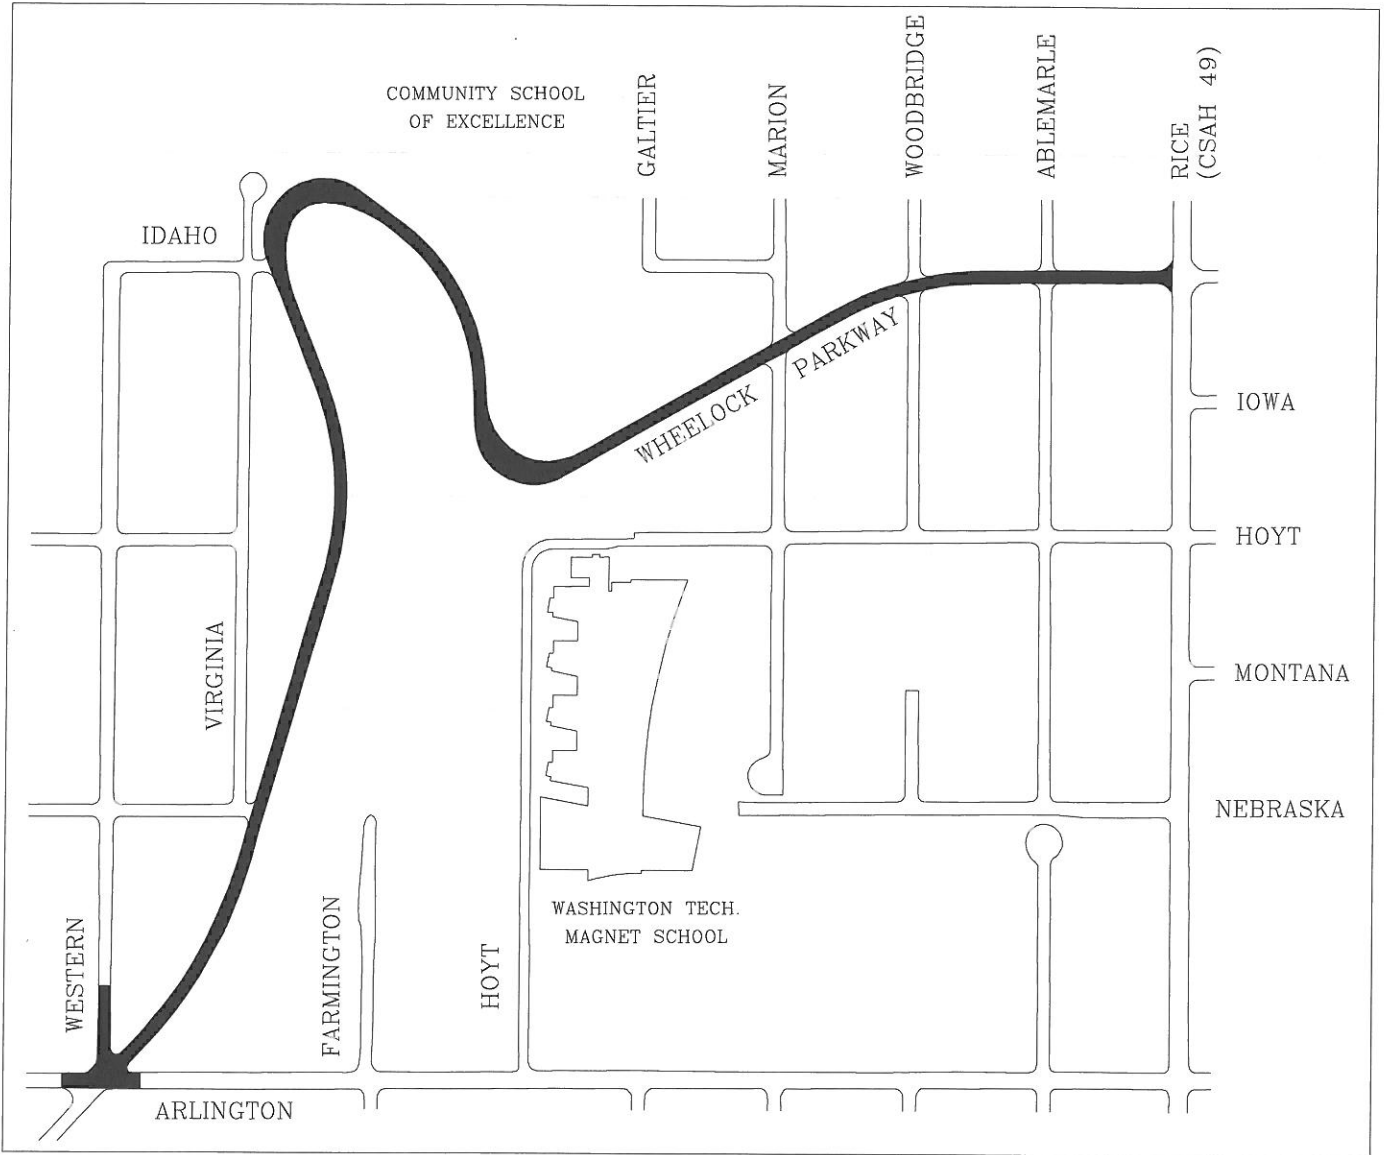 COMMUNITY SCHOOL
OF EXCELLENCE
GALTIER
MARION
WOODBRIDGE
ABLEMARLE
RICE
(CSAH 49)
IDAHO
WHEELOCK PARKWAY
IOWA
HOYT
VIRGINIA
MONTANA
NEBRASKA
WASHINGTON TECH.
MAGNET SCHOOL
WESTERN
FARMINGTON
HOYT
ARLINGTON